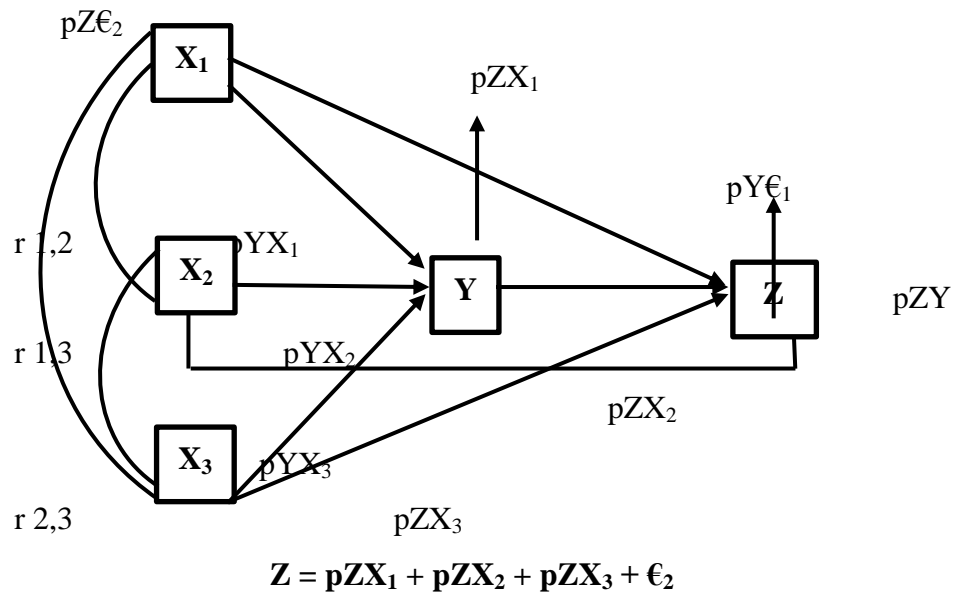 pZ€₂
X₁
pZX₁
pY€₁
r 1,2
pYX₁
X₂
Y
Z
pZY
r 1,3
pYX₂
pZX₂
X₃
pYX₃
r 2,3
pZX₃
Z = pZX₁ + pZX₂ + pZX₃ + €₂